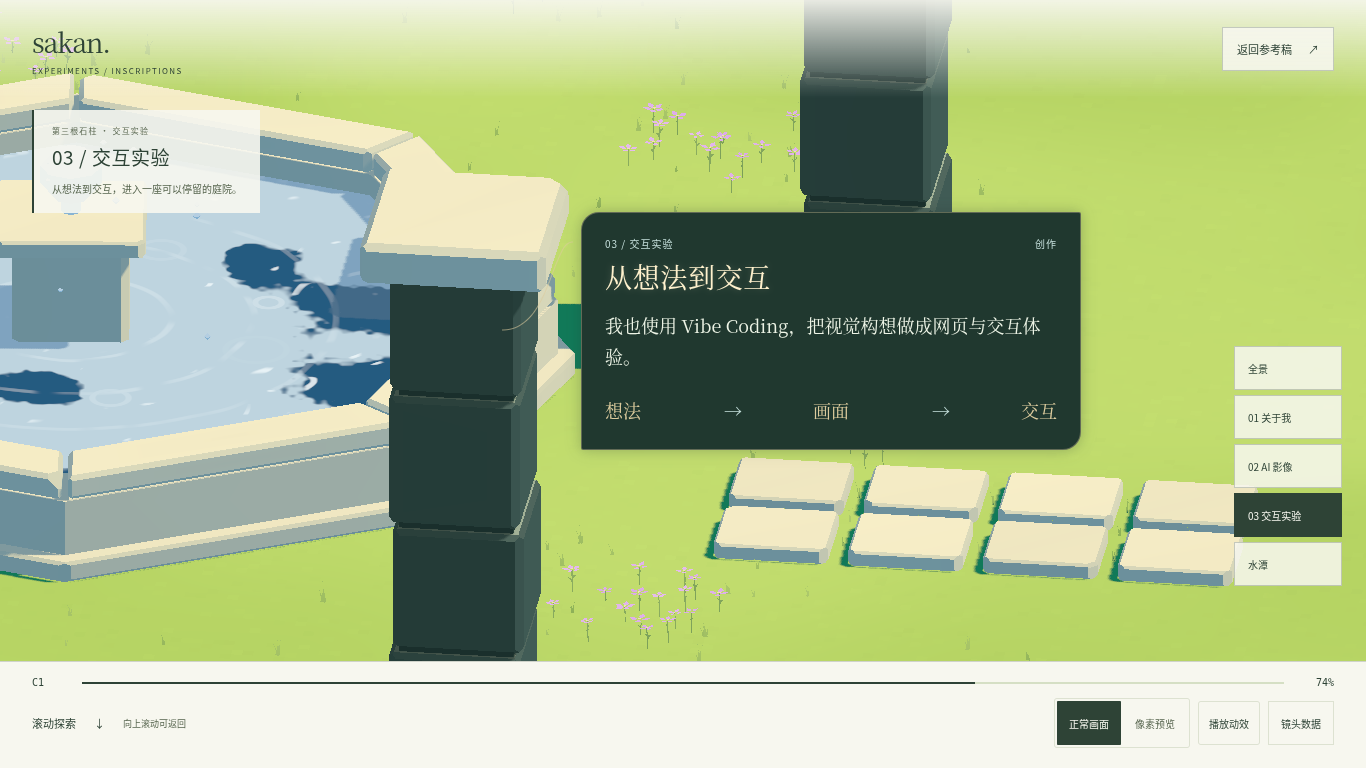 sakan.
EXPERIMENTS / INSCRIPTIONS
返回参考稿 ↗
第三根石柱 · 交互实验
03 / 交互实验
从想法到交互，进入一座可以停留的庭院。
03 / 交互实验 创作
从想法到交互
我也使用 Vibe Coding，把视觉构想做成网页与交互体
验。
想法 → 画面 → 交互
全景
01 关于我
02 AI 影像
03 交互实验
水潭
C1 74%
滚动探索 ↓ 向上滚动可返回
正常画面 像素预览 播放动效 镜头数据